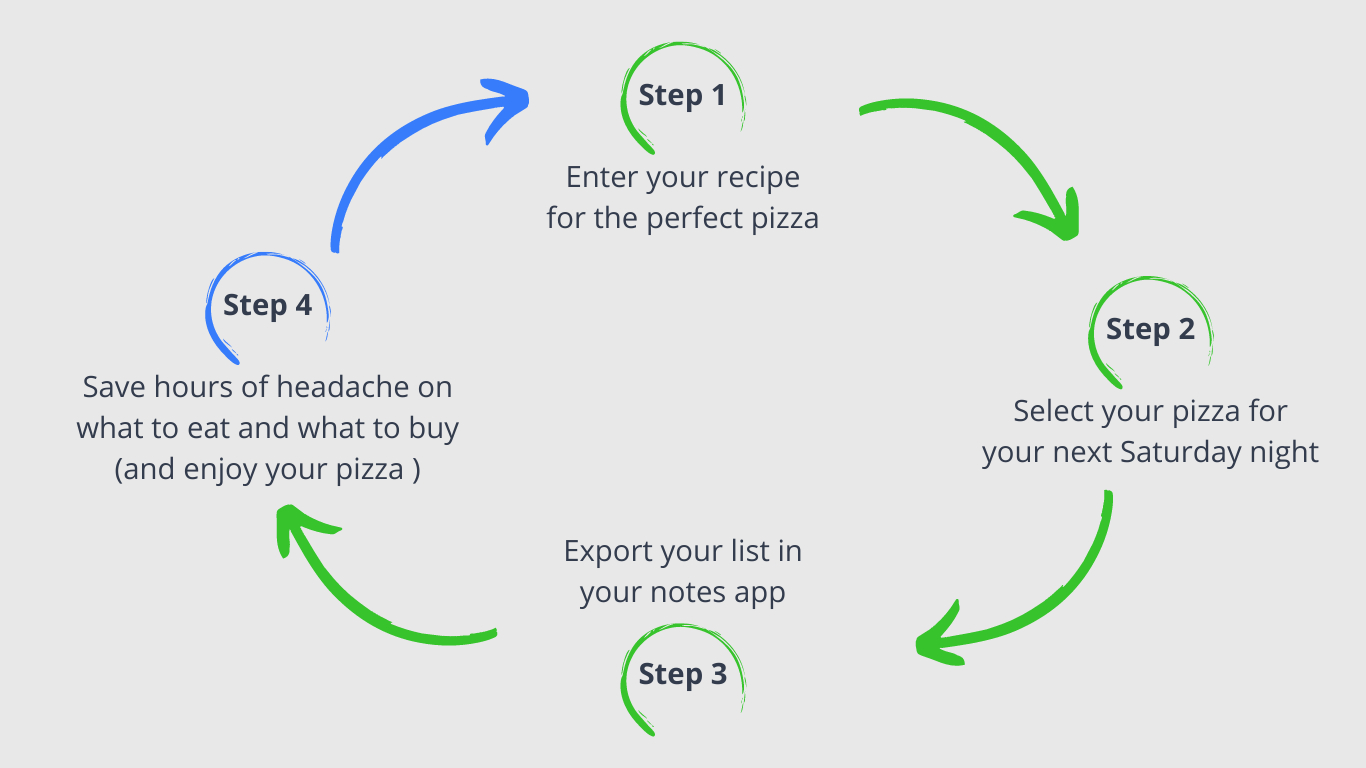 Step 1
Enter your recipe
for the perfect pizza
Step 2
Select your pizza for
your next Saturday night
Export your list in
your notes app
Step 3
Step 4
Save hours of headache on
what to eat and what to buy
(and enjoy your pizza )